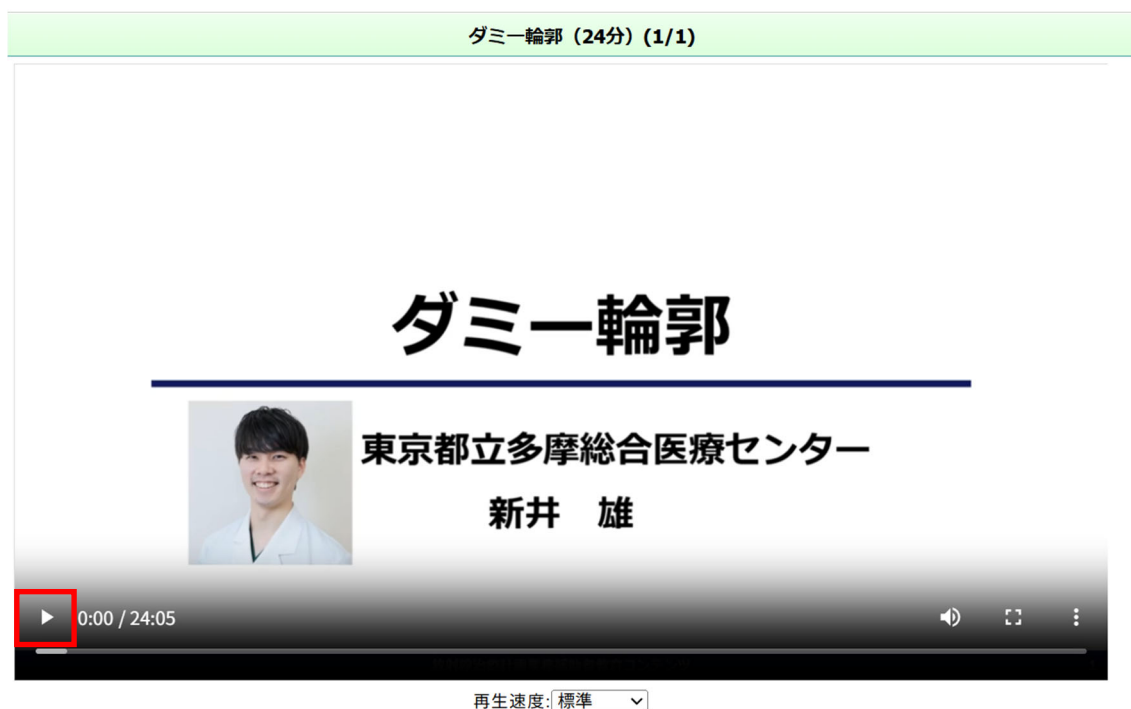 ダミー輪郭（24分）(1/1)
ダミー輪郭
東京都立多摩総合医療センター
新井　雄
0:00 / 24:05
再生速度:標準